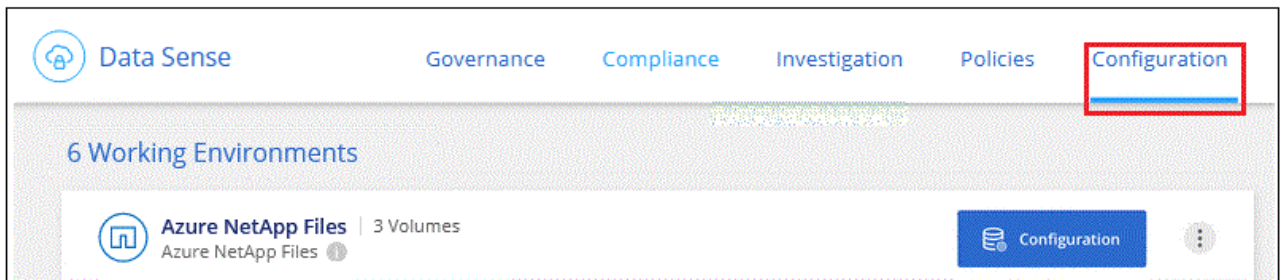 Data Sense Governance Compliance Investigation Policies Configuration
6 Working Environments
Azure NetApp Files | 3 Volumes
Azure NetApp Files
Configuration